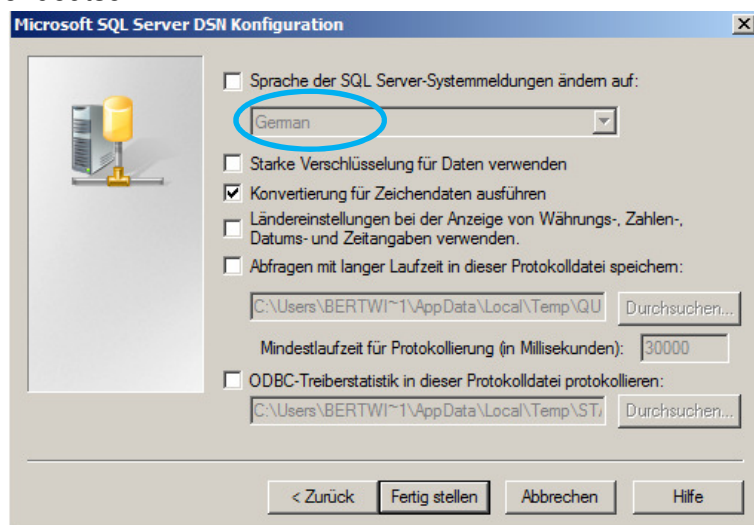 Microsoft SQL Server DSN Konfiguration
Sprache der SQL Server-Systemmeldungen ändern auf:
German
Starke Verschlüsselung für Daten verwenden
Konvertierung für Zeichendaten ausführen
Ländereinstellungen bei der Anzeige von Währungs-, Zahlen-,
Datums- und Zeitangaben verwenden.
Abfragen mit langer Laufzeit in dieser Protokolldatei speichern:
C:\Users\BERTWI~1\AppData\Local\Temp\QU Durchsuchen...
Mindestlaufzeit für Protokollierung (in Millisekunden): 30000
ODBC-Treiberstatistik in dieser Protokolldatei protokollieren:
C:\Users\BERTWI~1\AppData\Local\Temp\ST Durchsuchen...
< Zurück Fertig stellen Abbrechen Hilfe